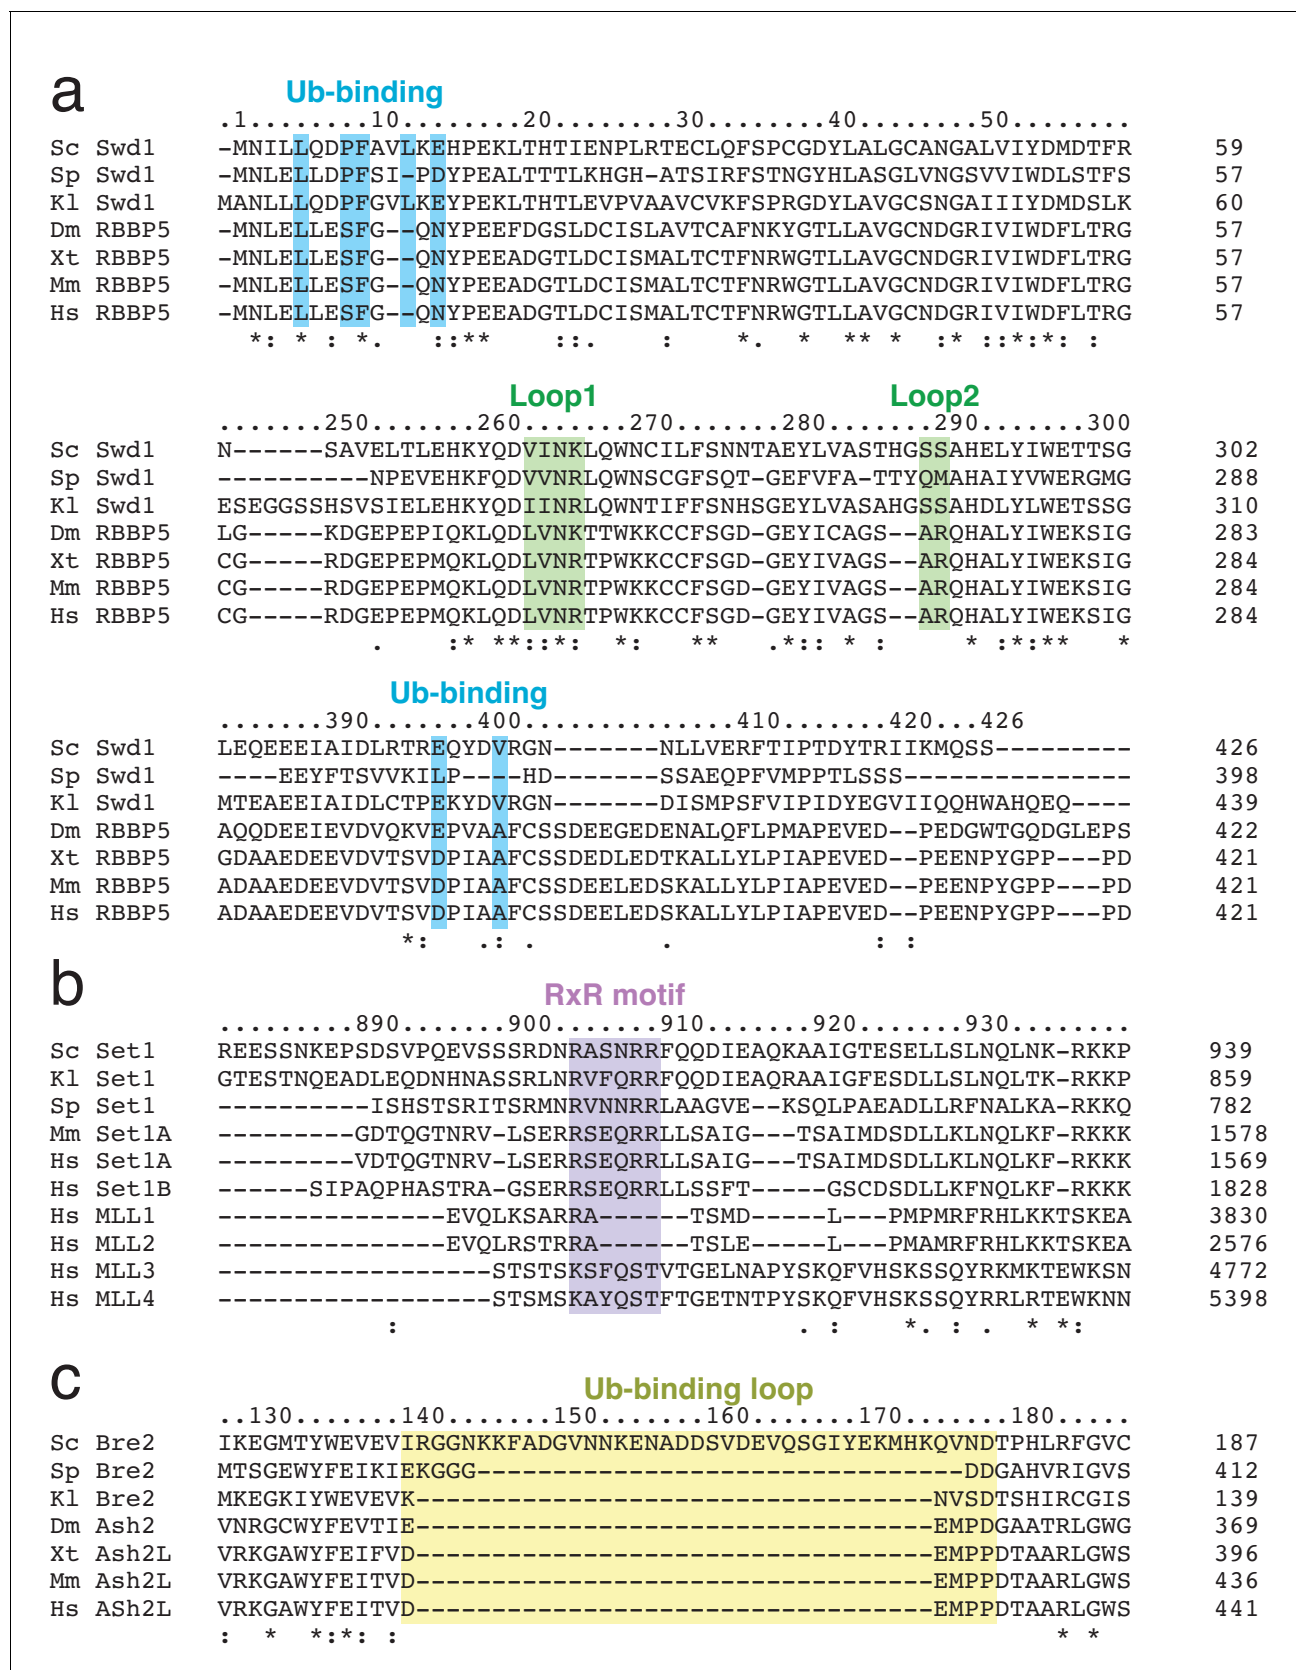 a
Ub-binding
.1........10........20........30........40........50........
Sc Swd1 -MNILLQDPFAVLKEHPEKLTHTIENPLRTECLQFSPCGDYLALGCANGALVIYDMDTFR 59
Sp Swd1 -MNLELLDPFSI-PDYPEALTTTLKHGH-ATSIRFSTNGYHLASGLVNGSVVIWDLSTFS 57
Kl Swd1 MANLLLQDPFGVLKEYPEKLTHTLEVPVAAVCVKFSPRGDYLAVGCSNGAIIIYDMDSLK 60
Dm RBBP5 -MNLELLESFG--QNYPEEFDGSLDCISLAVTCAFNKYGTLLAVGCNDGRIVIWDFLTRG 57
Xt RBBP5 -MNLELLESFG--QNYPEEADGTLDCISMALTCTFNRWGTLLAVGCNDGRIVIWDFLTRG 57
Mm RBBP5 -MNLELLESFG--QNYPEEADGTLDCISMALTCTFNRWGTLLAVGCNDGRIVIWDFLTRG 57
Hs RBBP5 -MNLELLESFG--QNYPEEADGTLDCISMALTCTFNRWGTLLAVGCNDGRIVIWDFLTRG 57
*: * : *. ::** ::. : *. * ** * :* ::*:* :
Loop1 Loop2
.......250.......260.......270.......280.......290.......300
Sc Swd1 N------SAVELTLEHKYQDVINKLQWNCILFSNNTAEYLVASTHGSSAHELYIWETTSG 302
Sp Swd1 ----------NPEVEHKFQDVVNRLQWNSCGFSQT-GEFVFA-TTYQMAHAIYVWERGMG 288
Kl Swd1 ESEGGSSHSVSIELEHKYQDIINRLQWNTIFFSNHSGEYLVASAHGSSAHDLYLWETSSG 310
Dm RBBP5 LG-----KDGEPEPIQKLQDLVNKTTWKKCCFSGD-GEYICAGS--ARQHALYIWEKSIG 283
Xt RBBP5 CG-----RDGEPEPMQKLQDLVNRTPWKKCCFSGD-GEYIVAGS--ARQHALYIWEKSIG 284
Mm RBBP5 CG-----RDGEPEPMQKLQDLVNRTPWKKCCFSGD-GEYIVAGS--ARQHALYIWEKSIG 284
Hs RBBP5 CG-----RDGEPEPMQKLQDLVNRTPWKKCCFSGD-GEYIVAGS--ARQHALYIWEKSIG 284
. :* **::*: *: ** .*:: * : * :*:** *
Ub-binding
.......390.......400..............410.......420...426
Sc Swd1 LEQEEEIAIDLRTREQYDVRGN-------NLLVERFTIPTDYTRIIKMQSS--------- 426
Sp Swd1 ----EEYFTSVVKILP----HD-------SSAEQPFVMPPTLSSS--------------- 398
Kl Swd1 MTEAEEIAIDLCTPEKYDVRGN-------DISMPSFVIPIDYEGVIIQQHWAHQEQ---- 439
Dm RBBP5 AQQDEEIEVDVQKVEPVAAFCSSDEEGEDENALQFLPMAPEVED--PEDGWTGQDGLEPS 422
Xt RBBP5 GDAAEDEEVDVTSVDPIAAFCSSDEDLEDTKALLYLPIAPEVED--PEENPYGPP---PD 421
Mm RBBP5 ADAAEDEEVDVTSVDPIAAFCSSDEELEDSKALLYLPIAPEVED--PEENPYGPP---PD 421
Hs RBBP5 ADAAEDEEVDVTSVDPIAAFCSSDEELEDSKALLYLPIAPEVED--PEENPYGPP---PD 421
*: .: . . : :
b
RxR motif
.........890.......900.......910.......920.......930........
Sc Set1 REESSNKEPSDSVPQEVSSSRDNRASNRRFQQDIEAQKAAIGTESELLSLNQLNK-RKKP 939
Kl Set1 GTESTNQEADLEQDNHNASSRLNRVFQRRFQQDIEAQRAAIGFESDLLSLNQLTK-RKKP 859
Sp Set1 ----------ISHSTSRITSRMNRVNNRRLAAGVE--KSQLPAEADLLRFNALKA-RKKQ 782
Mm Set1A ---------GDTQGTNRV-LSERRSEQRRLLSAIG---TSAIMDSDLLKLNQLKF-RKKK 1578
Hs Set1A ---------VDTQGTNRV-LSERRSEQRRLLSAIG---TSAIMDSDLLKLNQLKF-RKKK 1569
Hs Set1B ------SIPAQPHASTRA-GSERRSEQRRLLSSFT-----GSCDSDLLKFNQLKF-RKKK 1828
Hs MLL1 ---------------EVQLKSARRA------TSMD-----L---PMPMRFRHLKKTSKEA 3830
Hs MLL2 ---------------EVQLRSTRRA------TSLE-----L---PMAMRFRHLKKTSKEA 2576
Hs MLL3 ------------------STSTSKSFQSTVTGELNAPYSKQFVHSKSSQYRKMKTEWKSN 4772
Hs MLL4 ------------------STSMSKAYQSTFTGETNTPYSKQFVHSKSSQYRRLRTEWKNN 5398
: . : *. : . * *:
c
Ub-binding loop
..130.......140.......150.......160.......170.......180.....
Sc Bre2 IKEGMTYWEVEVIRGGNKKFADGVNNKENADDSVDEVQSGIYEKMHKQVNDTPHLRFGVC 187
Sp Bre2 MTSGEWYFEIKIEKGGG--------------------------------DDGAHVRIGVS 412
Kl Bre2 MKEGKIYWEVEVK----------------------------------NVSDTSHIRCGIS 139
Dm Ash2 VNRGCWYFEVTIE----------------------------------EMPDGAATRLGWG 369
Xt Ash2L VRKGAWYFEIFVD----------------------------------EMPPDTAARLGWS 396
Mm Ash2L VRKGAWYFEITVD----------------------------------EMPPDTAARLGWS 436
Hs ASh2L VRKGAWYFEITVD----------------------------------EMPPDTAARLGWS 441
: * *:*: : * *